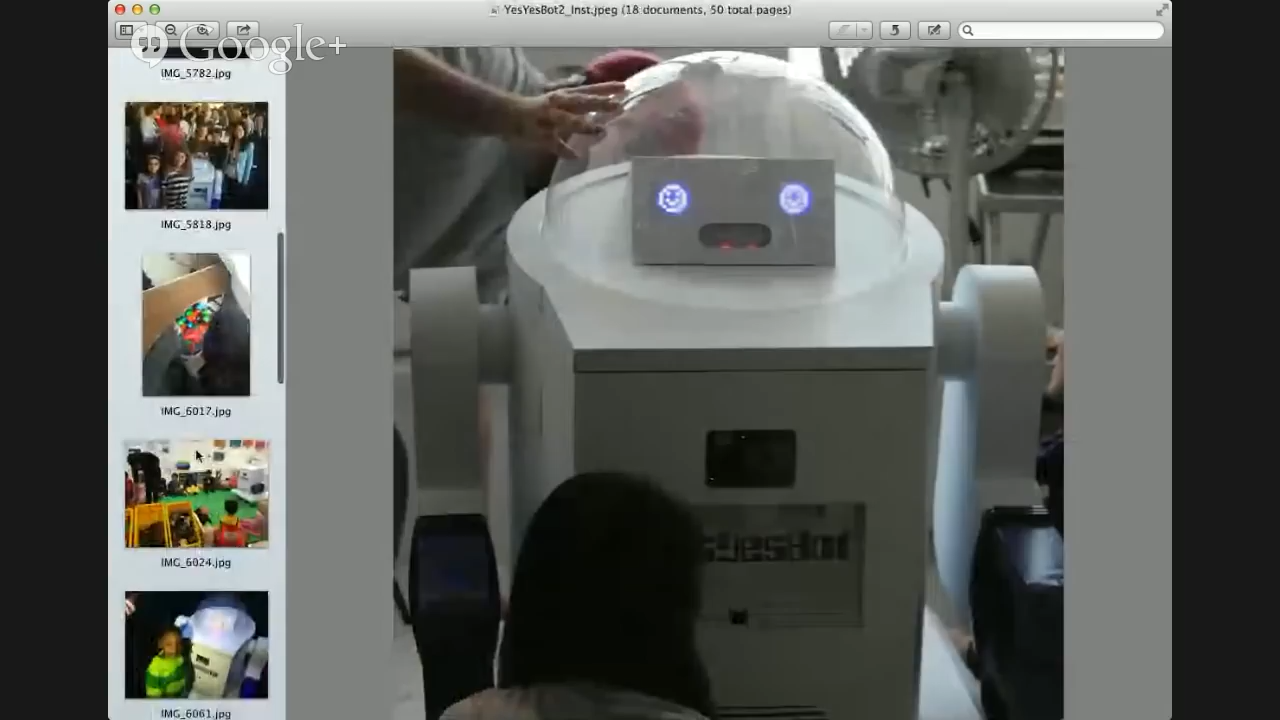 YesYesBot2_Inst.jpeg (18 documents, 50 total pages)
Google+
IMG_5782.jpg
IMG_5818.jpg
IMG_6017.jpg
IMG_6024.jpg
IMG_6061.jpg